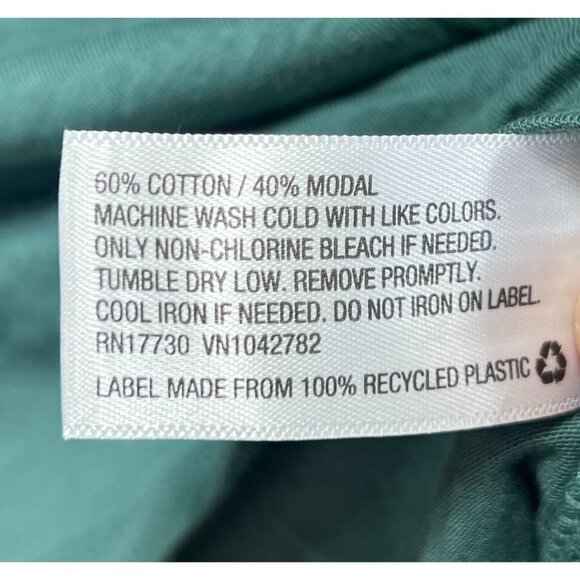 60% COTTON / 40% MODAL
MACHINE WASH COLD WITH LIKE COLORS.
ONLY NON-CHLORINE BLEACH IF NEEDED.
TUMBLE DRY LOW. REMOVE PROMPTLY.
COOL IRON IF NEEDED. DO NOT IRON ON LABEL.
RN17730 VN1042782
LABEL MADE FROM 100% RECYCLED PLASTIC